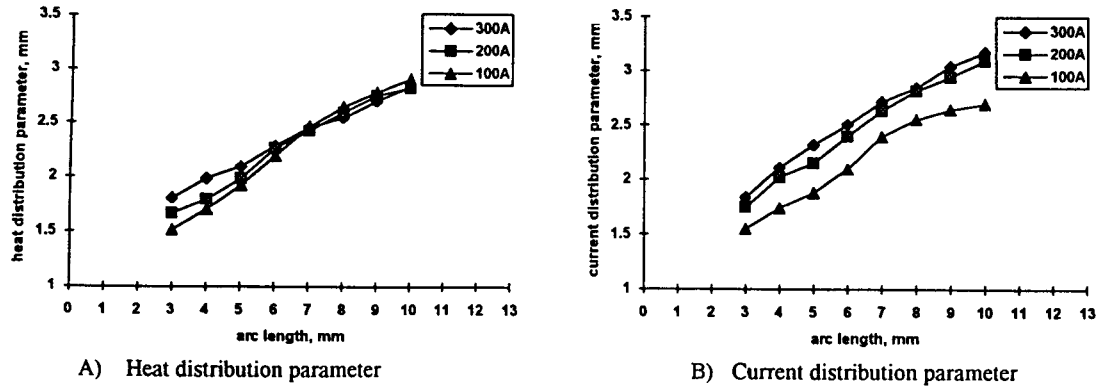 3.5
3
2.5
2
1.5
1
heat distribution parameter, mm
0 1 2 3 4 5 6 7 8 9 10 11 12 13
arc length, mm
300A
200A
100A
A) Heat distribution parameter
3.5
3
2.5
2
1.5
1
current distribution parameter, mm
0 1 2 3 4 5 6 7 8 9 10 11 12 13
arc length, mm
300A
200A
100A
B) Current distribution parameter